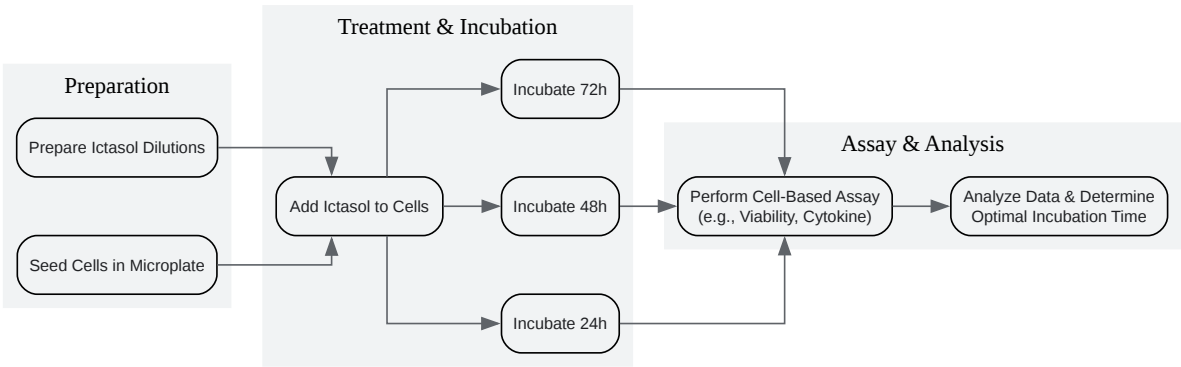 Preparation
Prepare Ictasol Dilutions
Seed Cells in Microplate
Treatment & Incubation
Add Ictasol to Cells
Incubate 72h
Incubate 48h
Incubate 24h
Assay & Analysis
Perform Cell-Based Assay
(e.g., Viability, Cytokine)
Analyze Data & Determine
Optimal Incubation Time